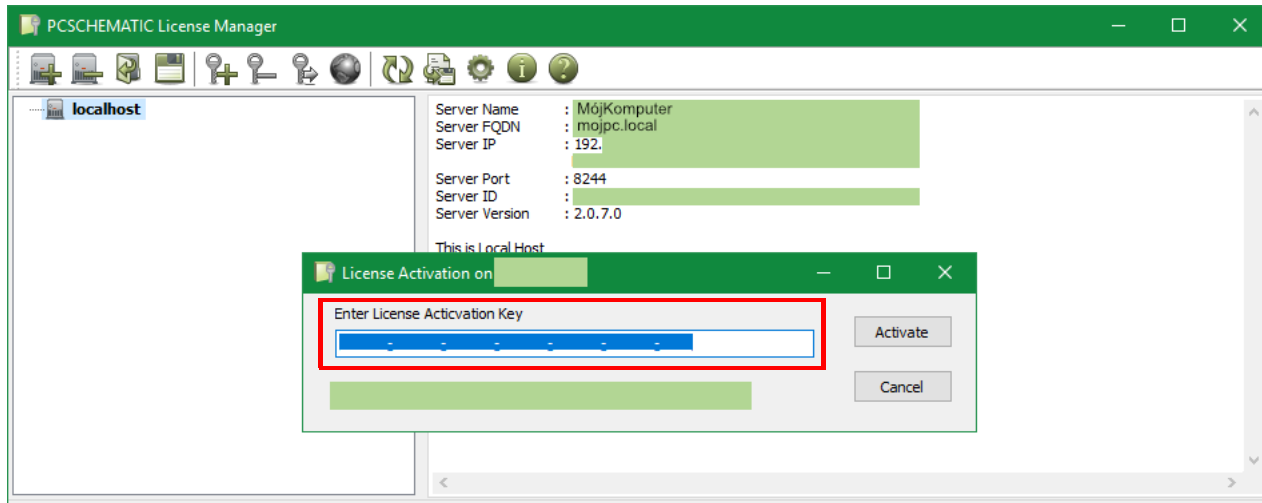 PCSCHEMATIC License Manager
localhost
Server Name : MójKomputer
Server FQDN : mojpc.local
Server IP : 192.
Server Port : 8244
Server ID :
Server Version : 2.0.7.0
This is Local Host
License Activation on
Enter License Acticvation Key
- - - - - -
Activate
Cancel